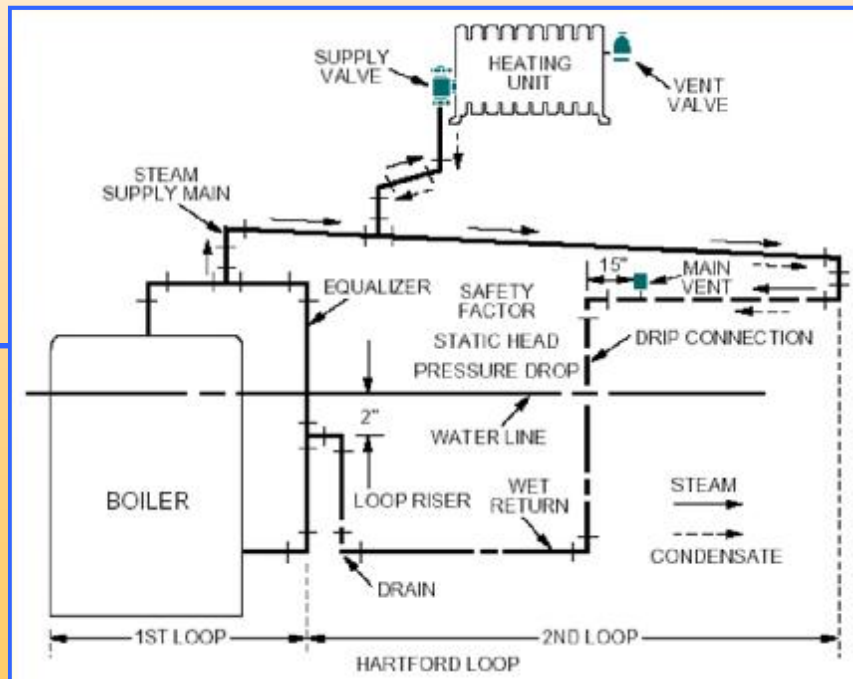 SUPPLY
VALVE
HEATING
UNIT
VENT
VALVE
STEAM
SUPPLY MAIN
EQUALIZER
SAFETY
FACTOR
STATIC HEAD
PRESSURE DROP
15"
MAIN
VENT
DRIP CONNECTION
2"
WATER LINE
BOILER
LOOP RISER
WET
RETURN
STEAM
CONDENSATE
DRAIN
1ST LOOP
2ND LOOP
HARTFORD LOOP